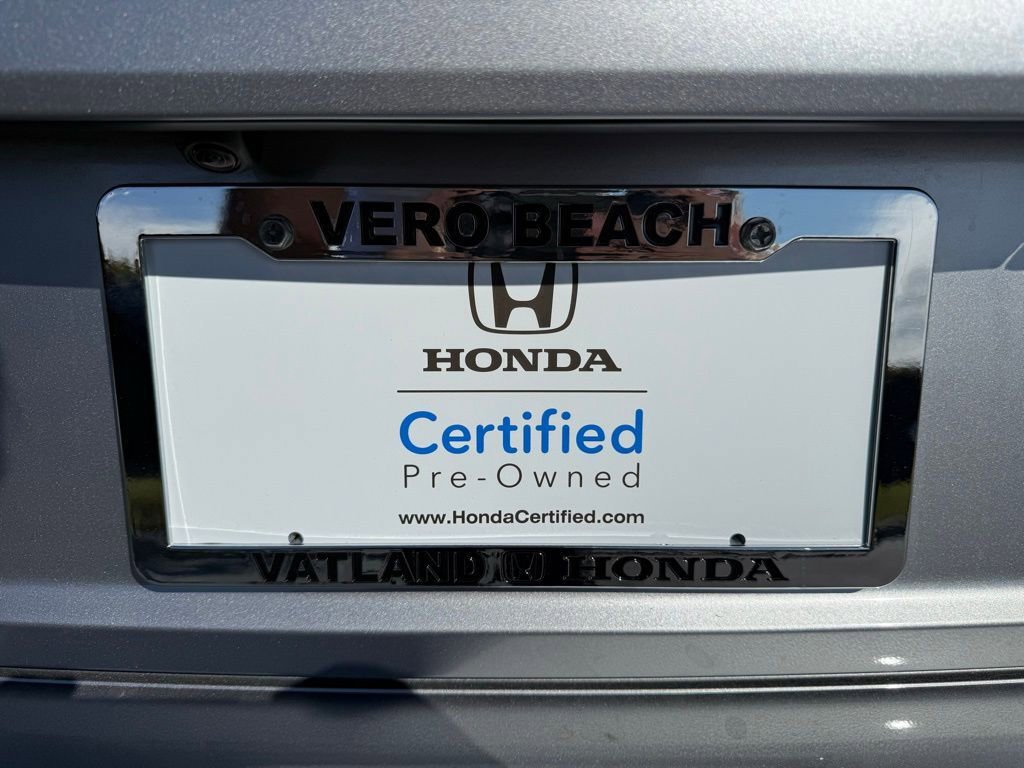 VERO BEACH
HONDA
Certified
Pre-Owned
www.HondaCertified.com
VATLAND HONDA